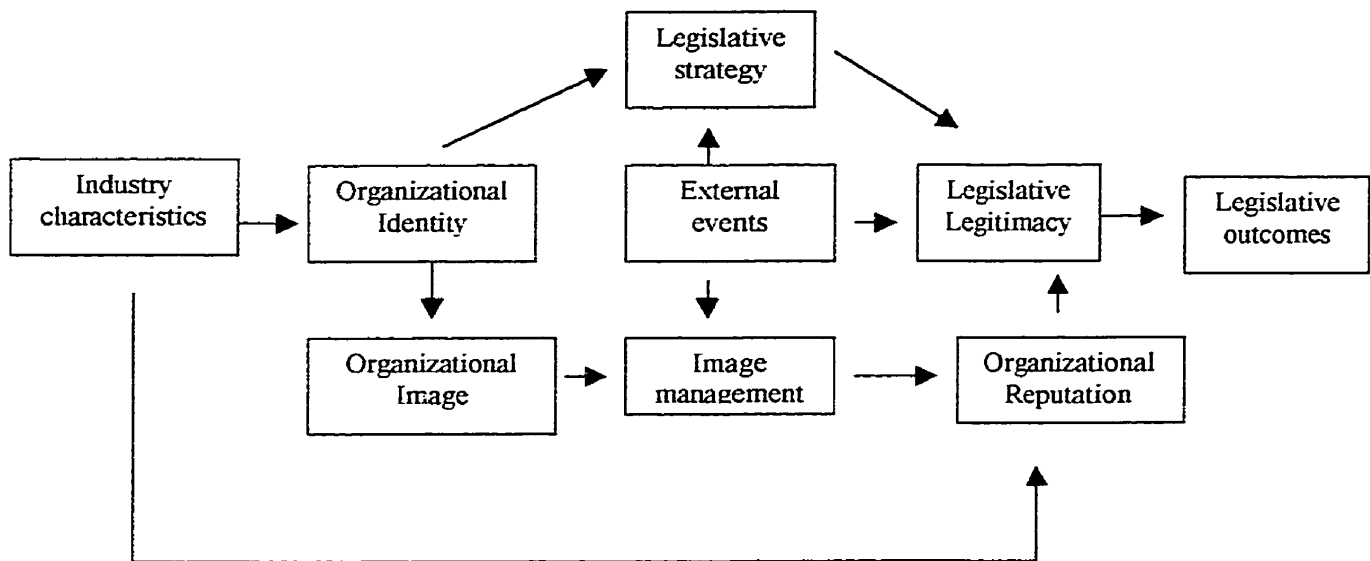 Legislative
strategy
Industry
characteristics
Organizational
Identity
External
events
Legislative
Legitimacy
Legislative
outcomes
Organizational
Image
Image
management
Organizational
Reputation